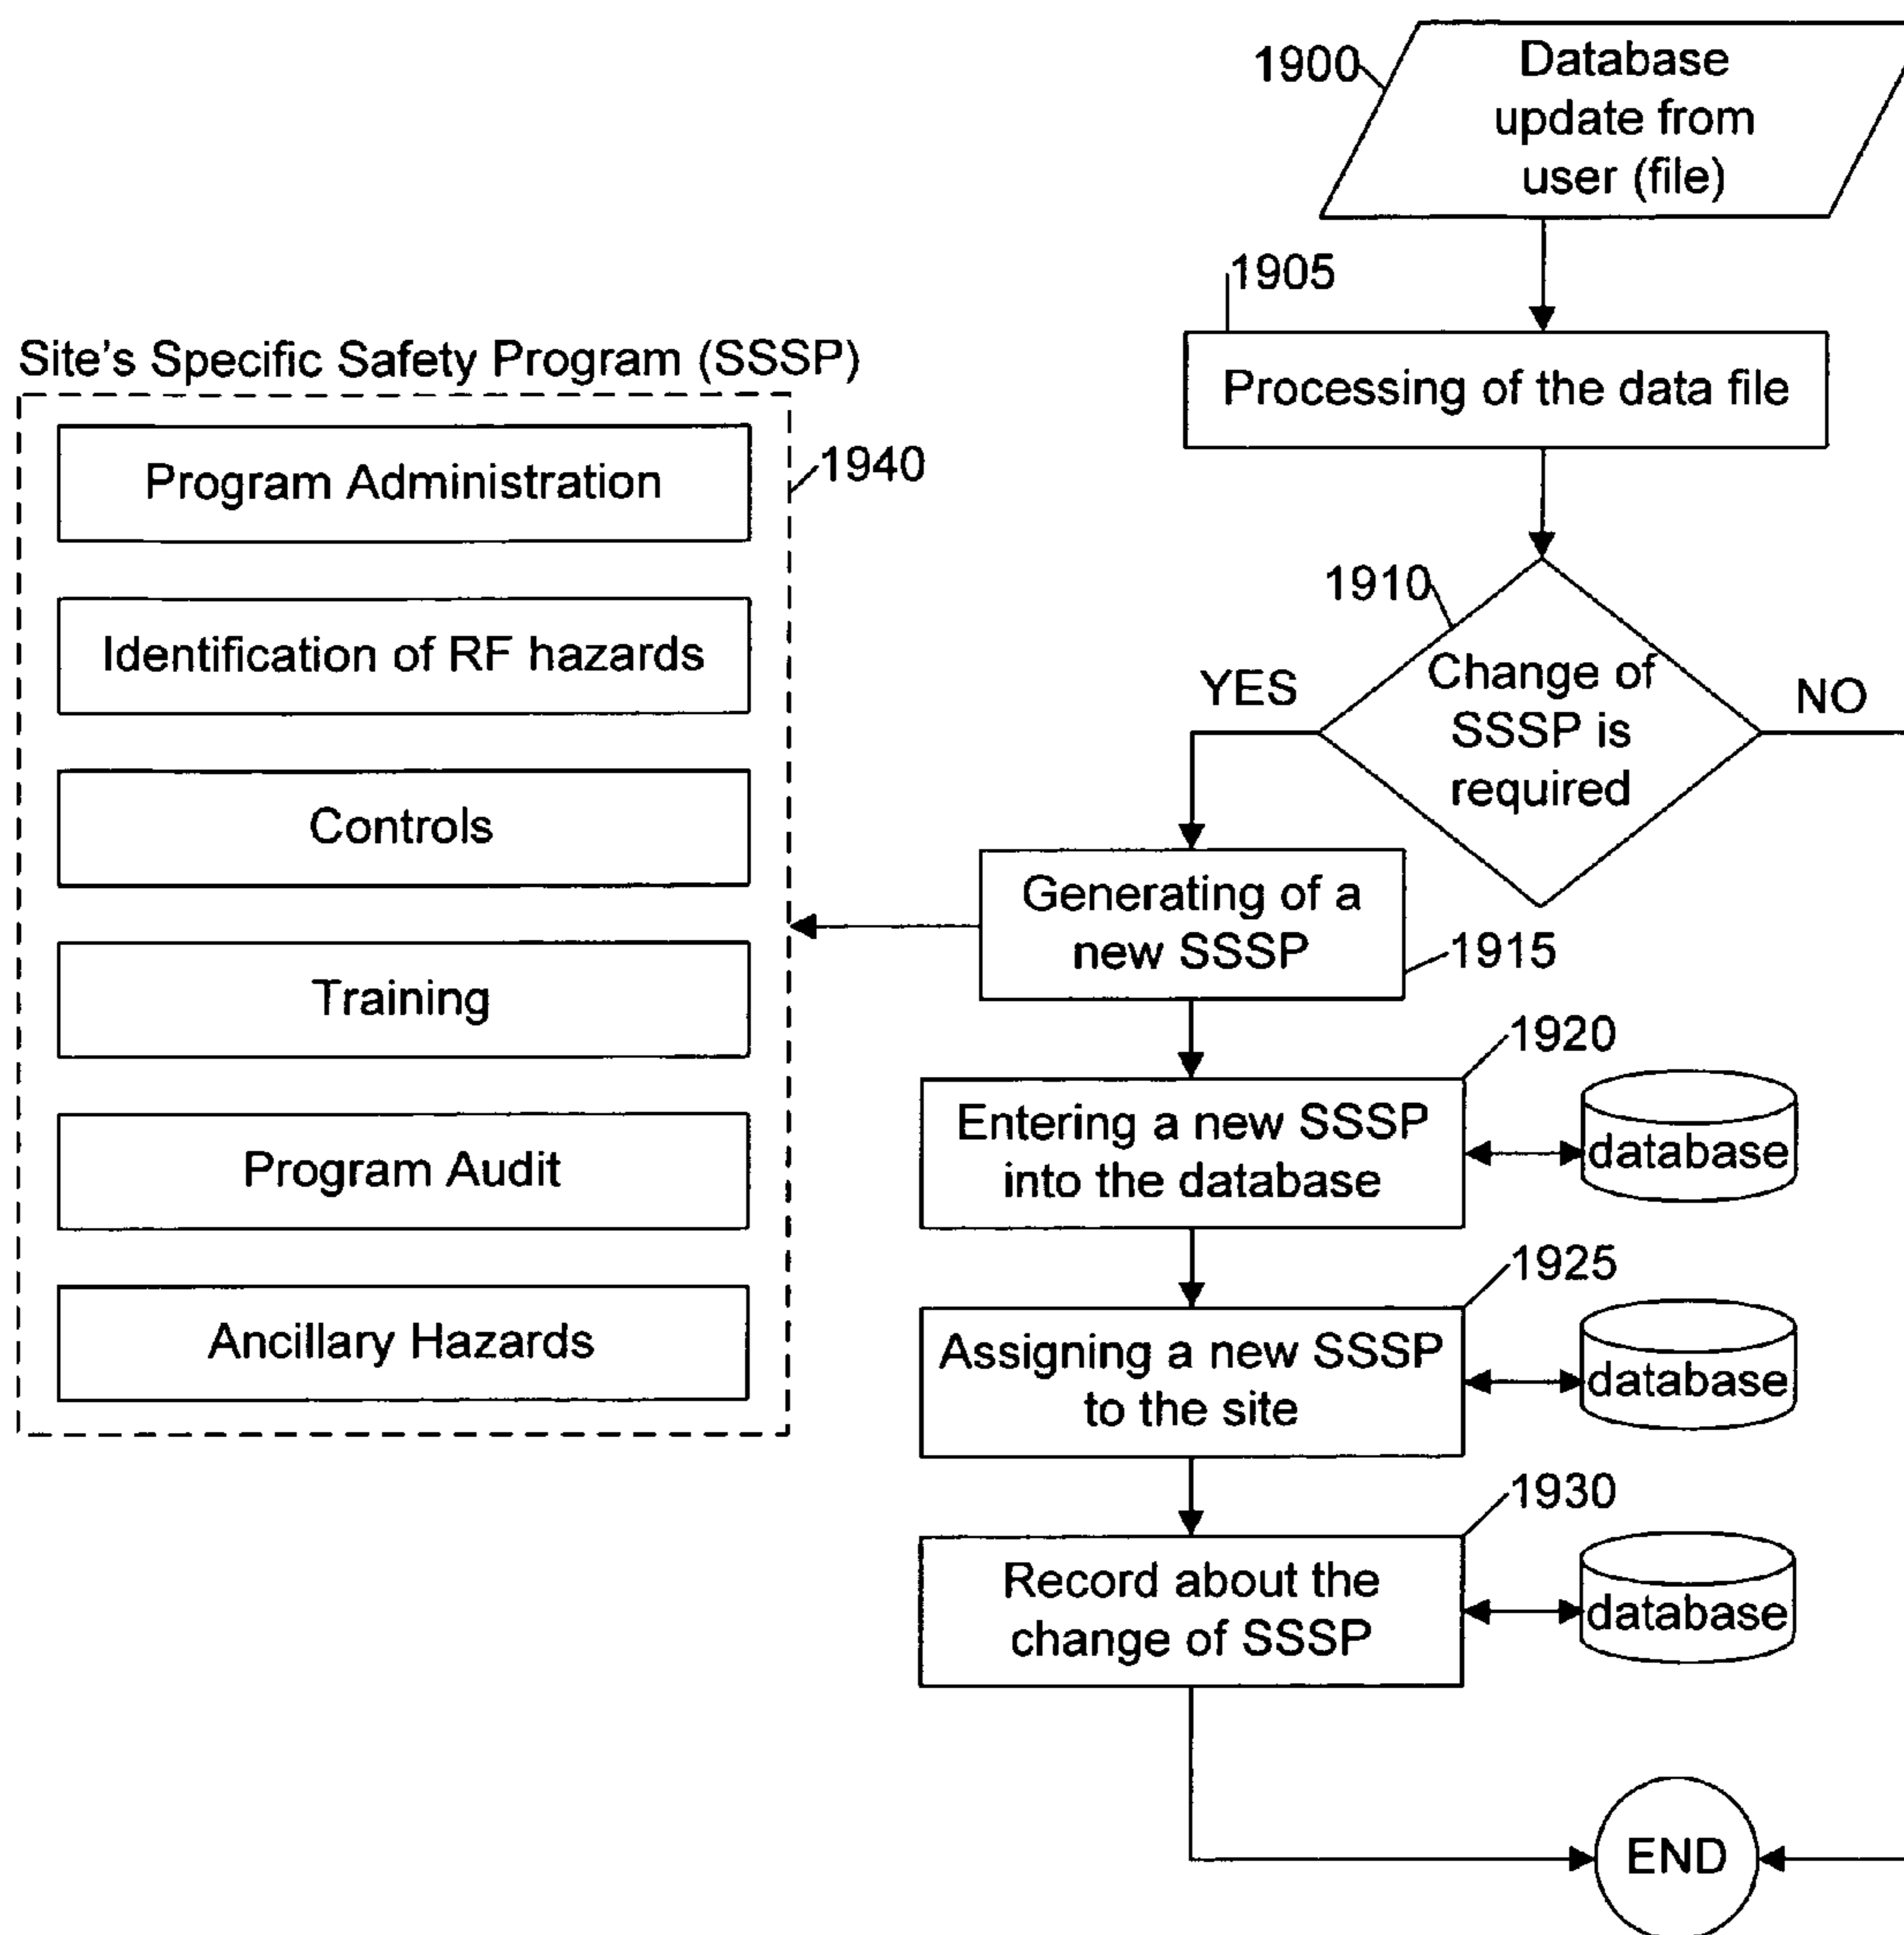 1900
Database
update from
user (file)
1905
Processing of the data file
Site's Specific Safety Program (SSSP)
1940
Program Administration
Identification of RF hazards
Controls
Training
Program Audit
Ancillary Hazards
1910
Change of
SSSP is
required
YES
NO
Generating of a
new SSSP
1915
1920
Entering a new SSSP
into the database
database
1925
Assigning a new SSSP
to the site
database
1930
Record about the
change of SSSP
database
END